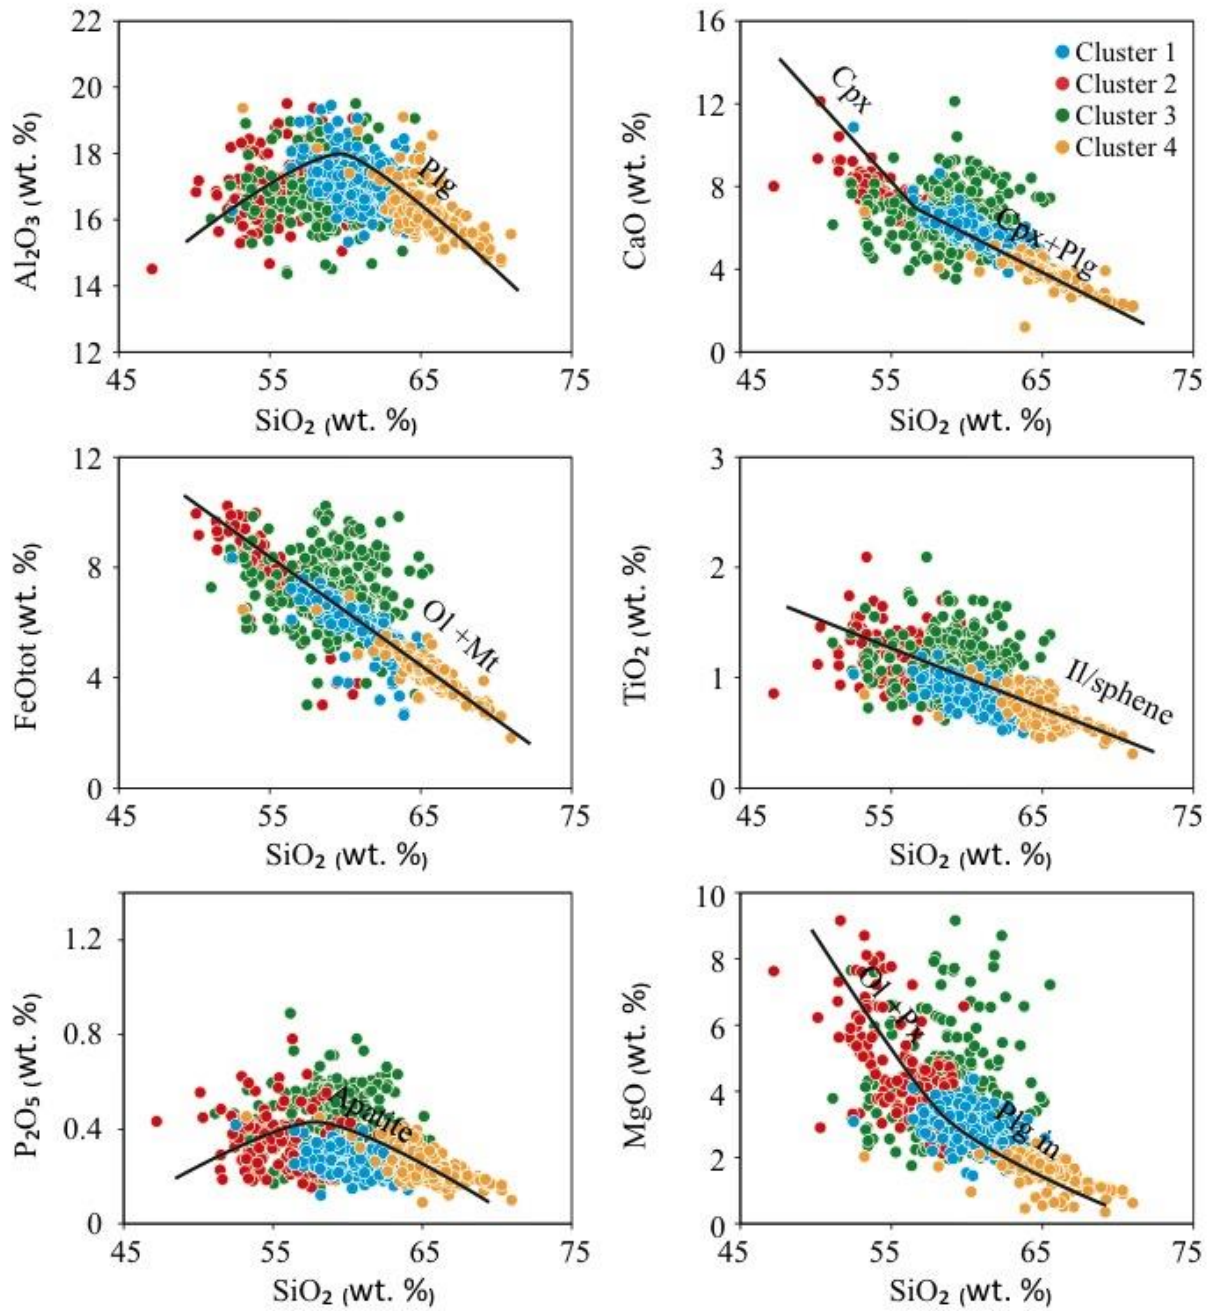 22
20
18
16
14
12
45
55
65
75
Al₂O₃ (wt. %)
SiO₂ (wt. %)
Plg
16
12
8
4
0
45
55
65
75
CaO (wt. %)
SiO₂ (wt. %)
Cpx
Cpx+Plg
Cluster 1
Cluster 2
Cluster 3
Cluster 4
12
8
4
0
45
55
65
75
FeOtot (wt. %)
SiO₂ (wt. %)
Ol +Mt
3
2
1
0
45
55
65
75
TiO₂ (wt. %)
SiO₂ (wt. %)
Il/sphene
1.2
0.8
0.4
0
45
55
65
75
P₂O₅ (wt. %)
SiO₂ (wt. %)
Apatite
10
8
6
4
2
0
45
55
65
75
MgO (wt. %)
SiO₂ (wt. %)
Ol +Px
Plg in